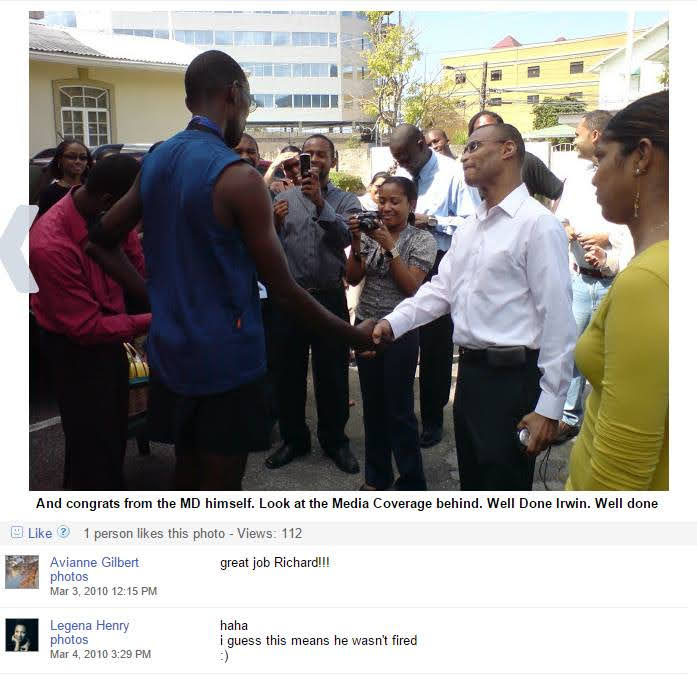 And congrats from the MD himself. Look at the Media Coverage behind. Well Done Irwin. Well done
Like ? 1 person likes this photo - Views: 112
Avianne Gilbert
photos
Mar 3, 2010 12:15 PM
great job Richard!!!
Legena Henry
photos
Mar 4, 2010 3:29 PM
haha
i guess this means he wasn't fired
:)